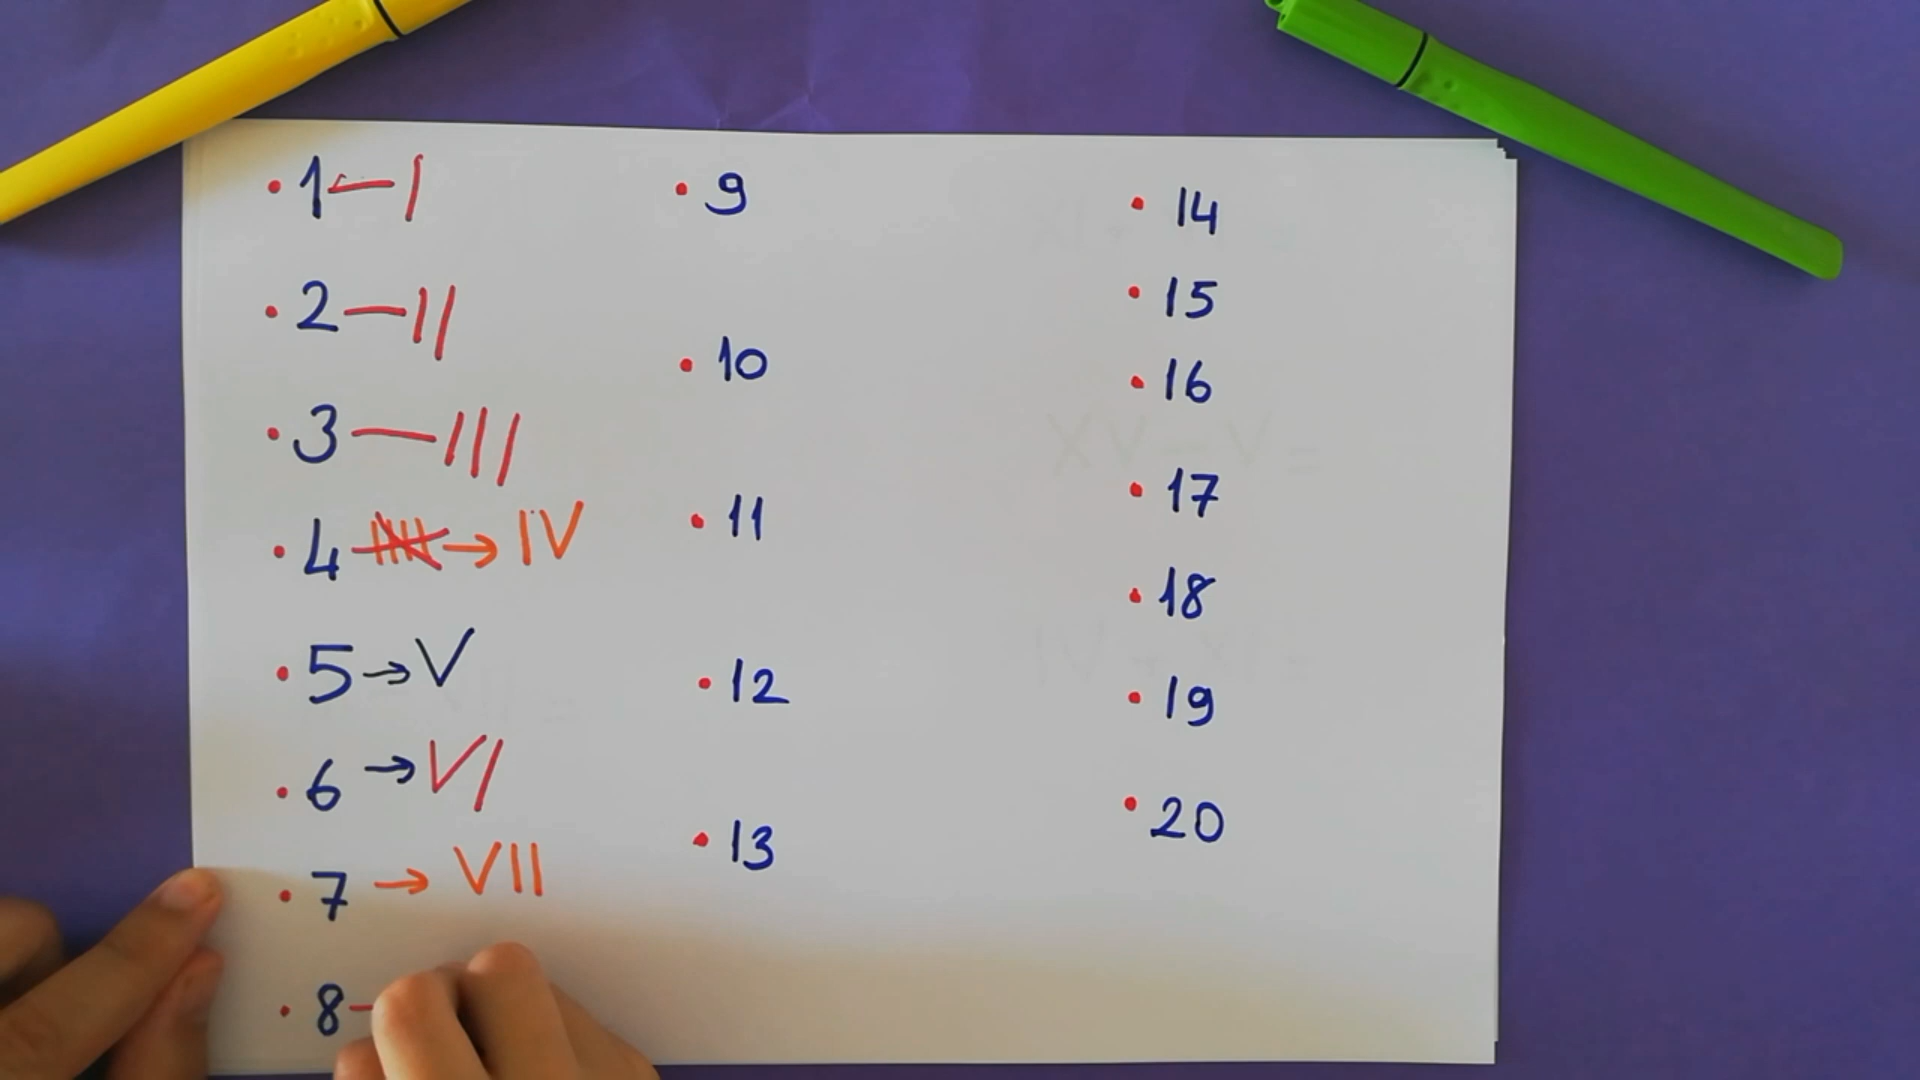 • 1 — I
• 2 — II
• 3 — III
• 4 — IIII → IV
• 5 → V
• 6 → VI
• 7 → VII
• 8 —
• 9
• 10
• 11
• 12
• 13
• 14
• 15
• 16
• 17
• 18
• 19
• 20